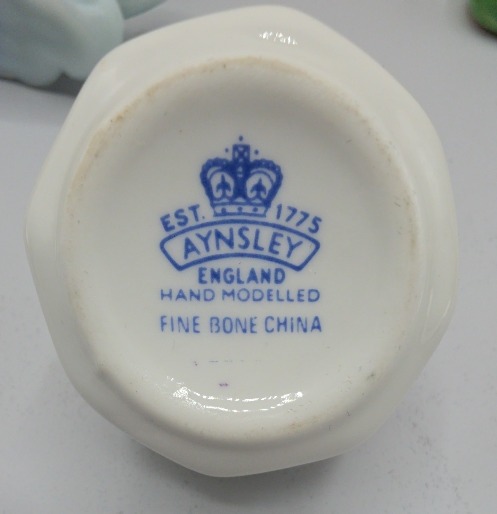 EST. 1775
AYNSLEY
ENGLAND
HAND MODELLED
FINE BONE CHINA